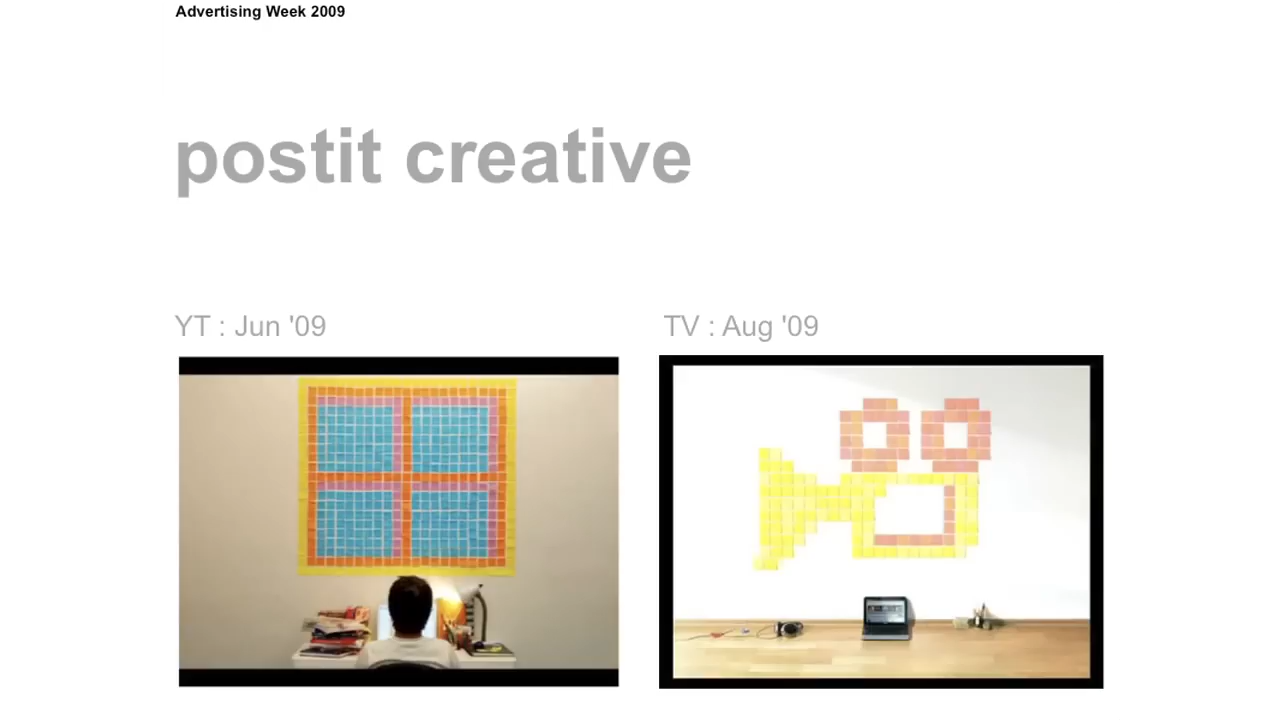 Advertising Week 2009
postit creative
YT : Jun '09
TV : Aug '09